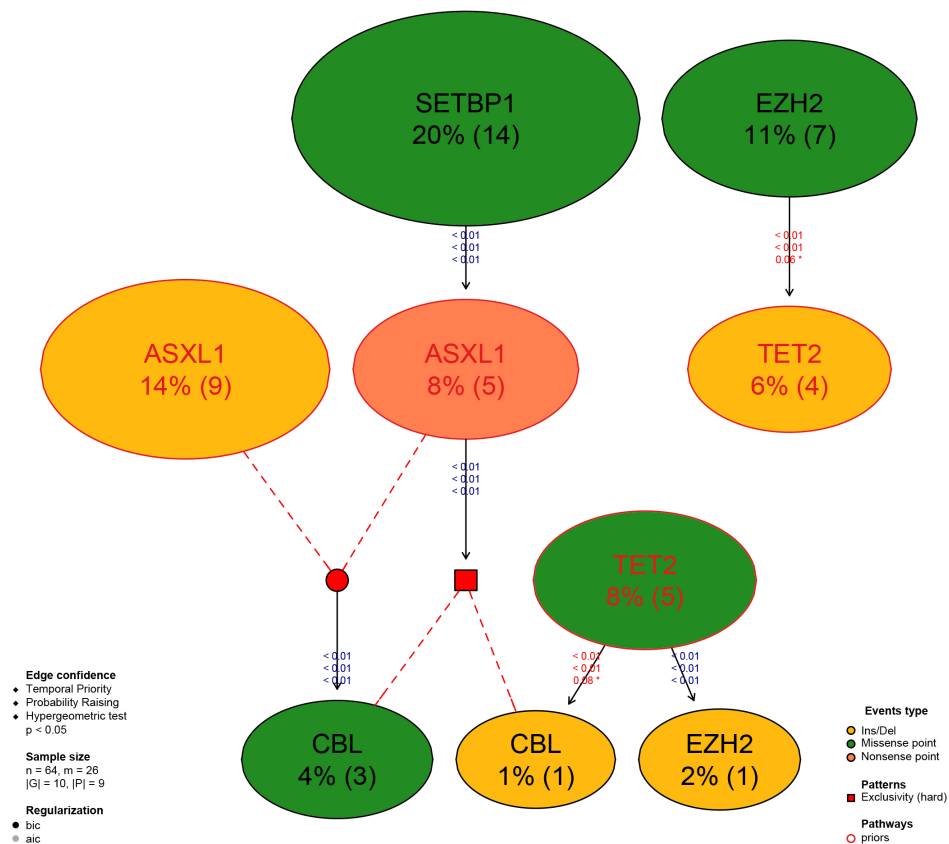 SETBP1
20% (14)
EZH2
11% (7)
< 0.01
< 0.01
< 0.01
< 0.01
< 0.01
0.06 *
ASXL1
14% (9)
ASXL1
8% (5)
TET2
6% (4)
< 0.01
< 0.01
< 0.01
TET2
8% (5)
< 0.01
< 0.01
< 0.01
< 0.01
< 0.01
0.08 *
< 0.01
< 0.01
< 0.01
CBL
4% (3)
CBL
1% (1)
EZH2
2% (1)
Edge confidence
Temporal Priority
Probability Raising
Hypergeometric test
p < 0.05
Sample size
n = 64, m = 26
|G| = 10, |P| = 9
Regularization
bic
aic
Events type
Ins/Del
Missense point
Nonsense point
Patterns
Exclusivity (hard)
Pathways
priors